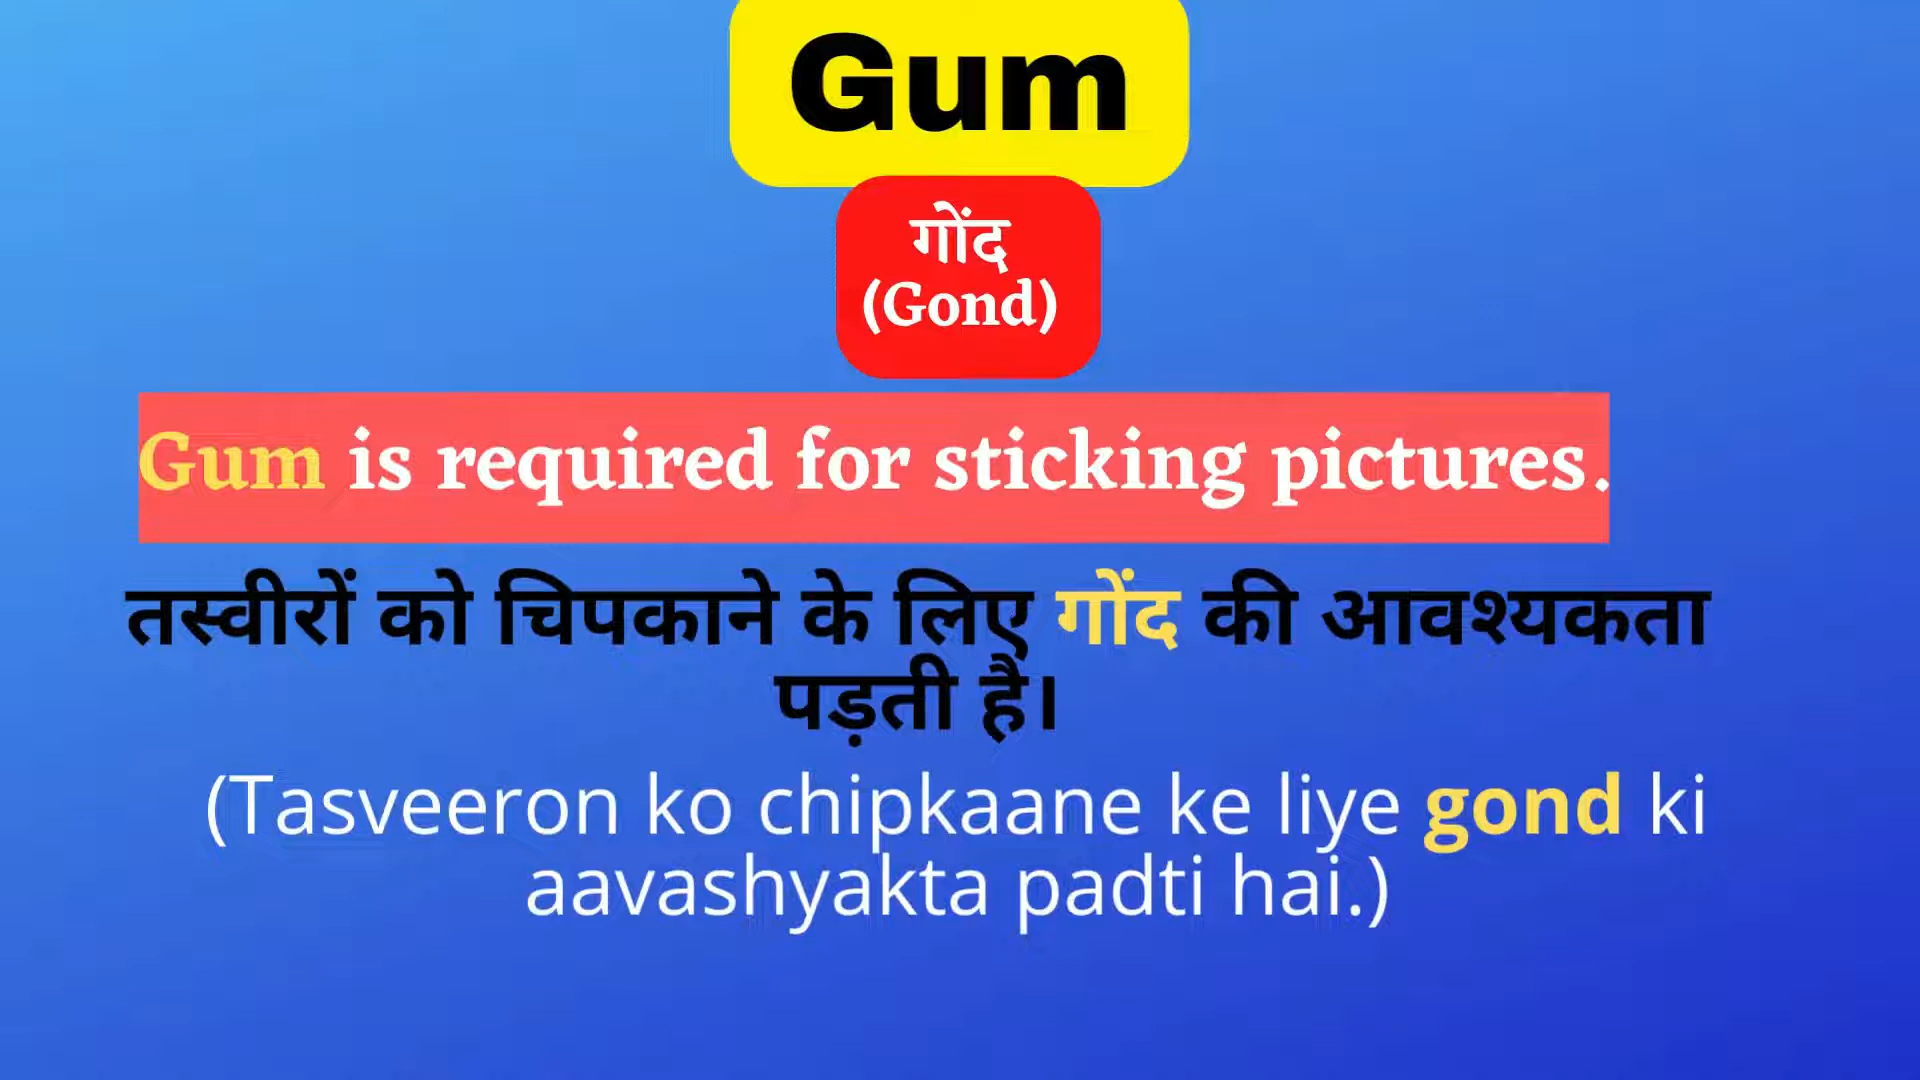 Gum
गोंद
(Gond)
Gum is required for sticking pictures.
तस्वीरों को चिपकाने के लिए गोंद की आवश्यकता
पड़ती है।
(Tasveeron ko chipkaane ke liye gond ki
aavashyakta padti hai.)